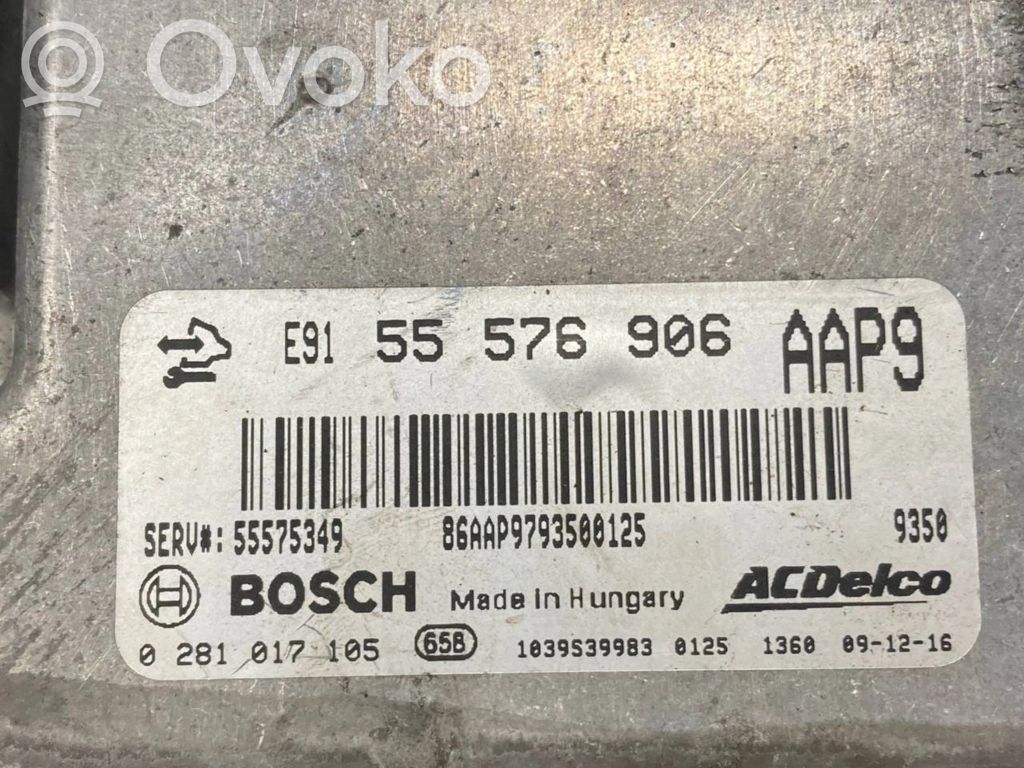 Ovoko
E91 55 576 906 AAP9
SERV#: 55575349 86AAP9793500125 9350
BOSCH Made in Hungary ACDelco
0 281 017 105 658 1039S39983 0125 1360 09-12-16